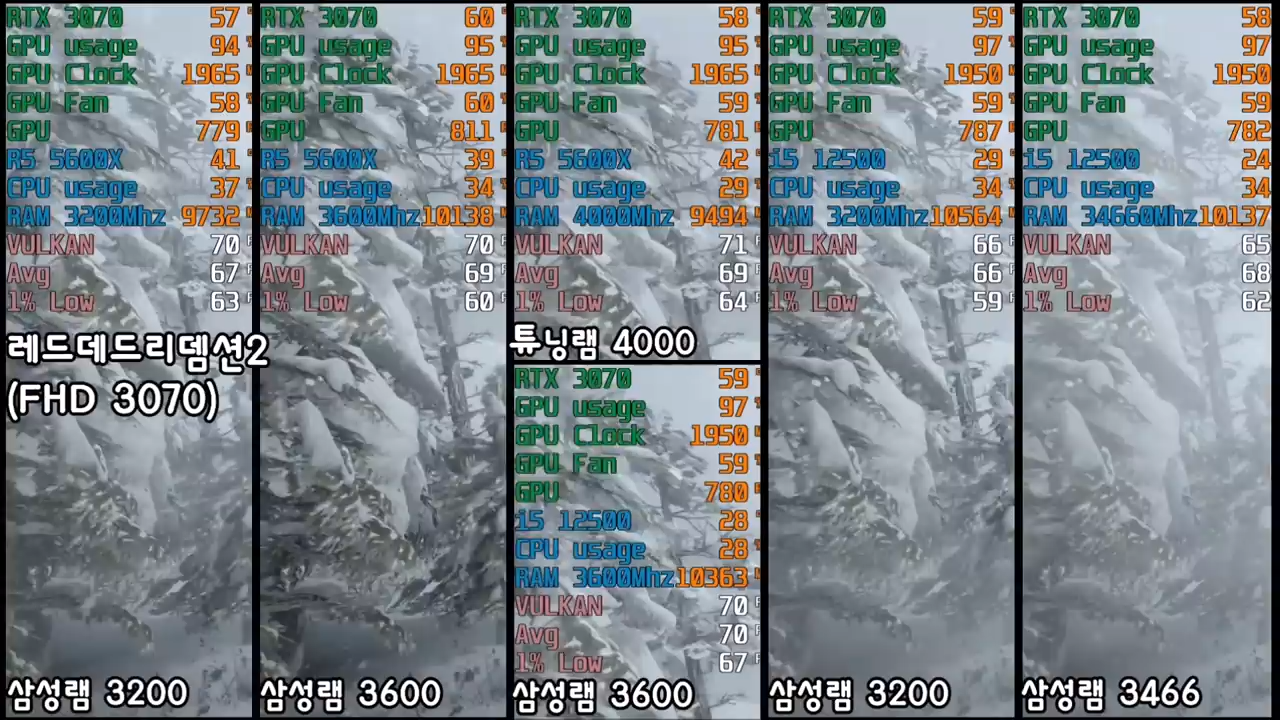 RTX 3070 57
GPU usage 94
GPU Clock 1965
GPU Fan 58
GPU 779
R5 5600X 41
CPU usage 37
RAM 3200Mhz 9732
VULKAN 70
Avg 67
1% Low 63
레드데드리뎀션2
(FHD 3070)
삼성램 3200
RTX 3070 60
GPU usage 95
GPU Clock 1965
GPU Fan 60
GPU 811
R5 5600X 39
CPU usage 34
RAM 3600Mhz 10138
VULKAN 70
Avg 69
1% Low 60
삼성램 3600
RTX 3070 58
GPU usage 95
GPU Clock 1965
GPU Fan 59
GPU 781
R5 5600X 42
CPU usage 29
RAM 4000Mhz 9494
VULKAN 71
Avg 69
1% Low 64
튜닝램 4000
RTX 3070 59
GPU usage 97
GPU Clock 1950
GPU Fan 59
GPU 780
i5 12500 28
CPU usage 28
RAM 3600Mhz 10363
VULKAN 70
Avg 70
1% Low 67
삼성램 3600
RTX 3070 59
GPU usage 97
GPU Clock 1950
GPU Fan 59
GPU 787
i5 12500 29
CPU usage 34
RAM 3200Mhz 10564
VULKAN 66
Avg 66
1% Low 59
삼성램 3200
RTX 3070 58
GPU usage 97
GPU Clock 1950
GPU Fan 59
GPU 782
i5 12500 24
CPU usage 34
RAM 34660Mhz 10137
VULKAN 65
Avg 68
1% Low 62
삼성램 3466